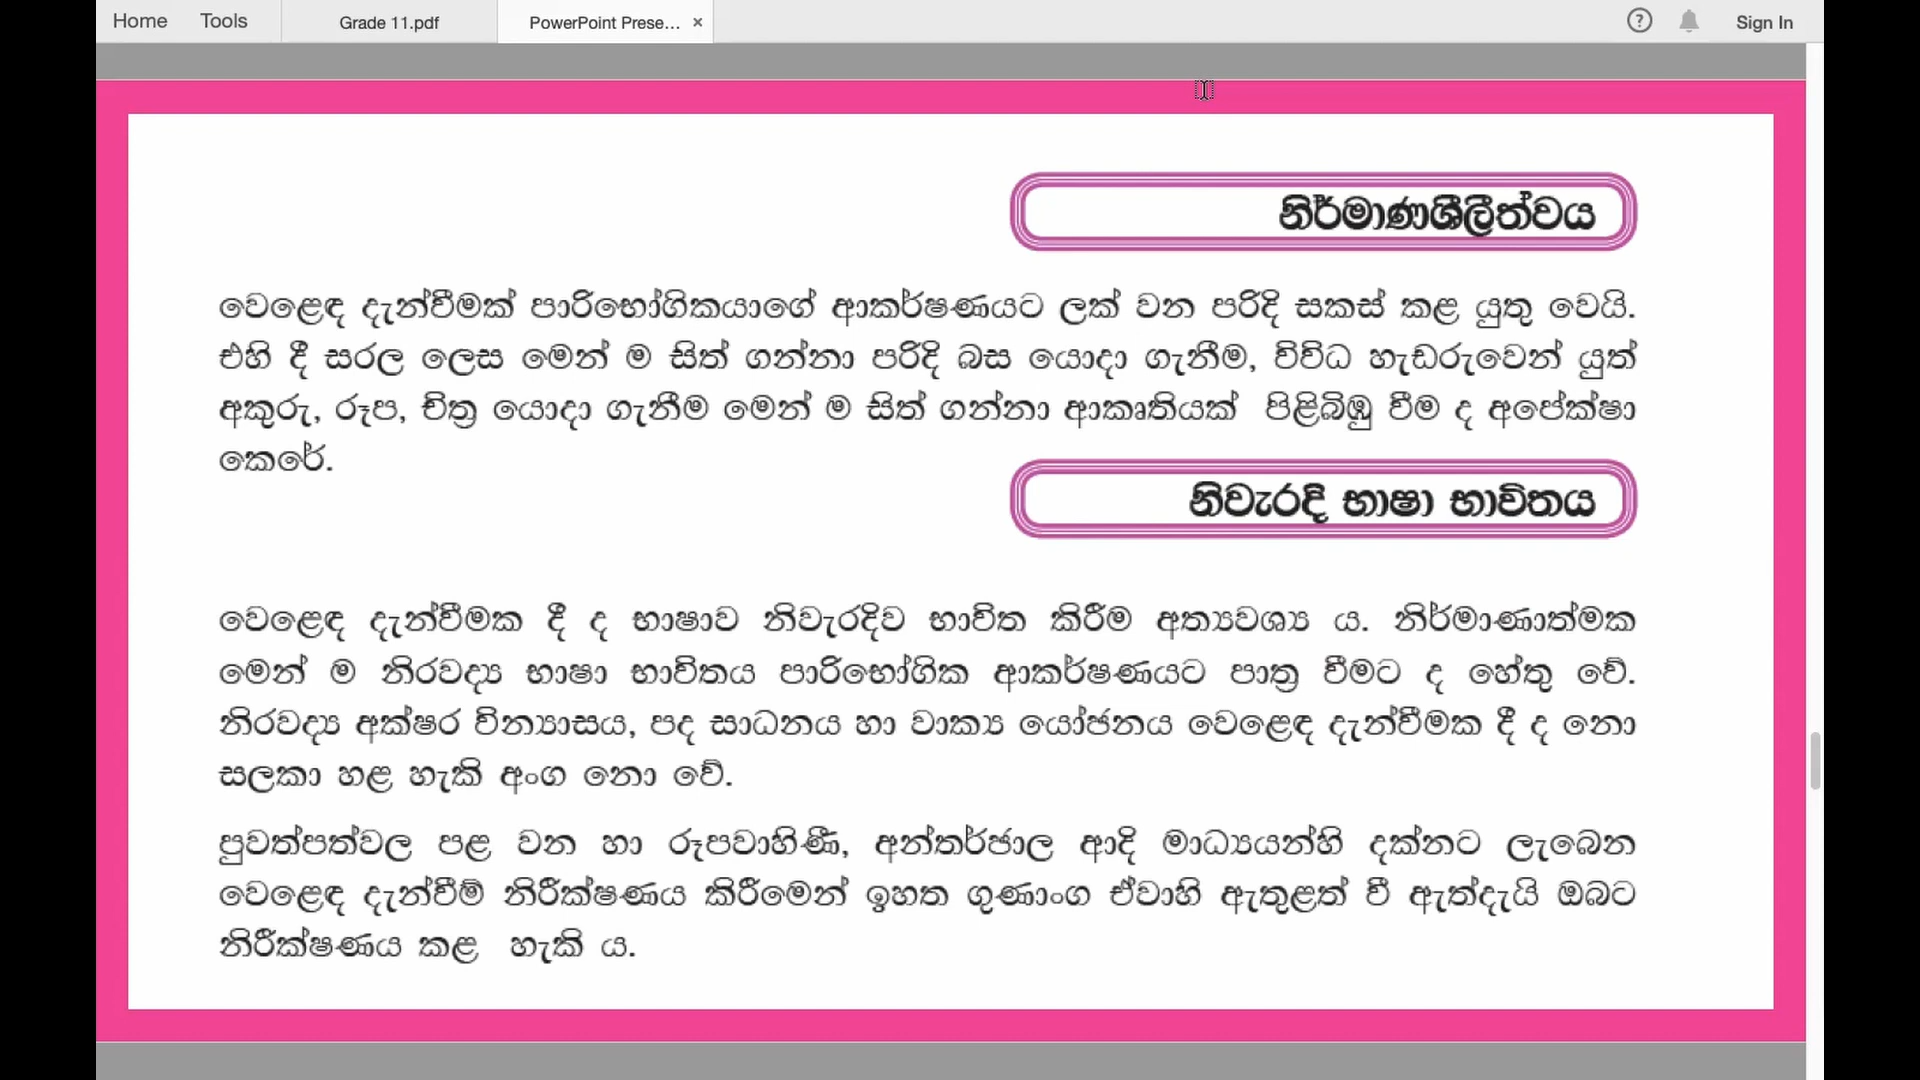 Home Tools Grade 11.pdf PowerPoint Prese... × Sign In
නිර්මාණශීලීත්වය
වෙළෙඳ දැන්වීමක් පාරිභෝගිකයාගේ ආකර්ෂණයට ලක් වන පරිදි සකස් කළ යුතු වෙයි.
එහි දී සරල ලෙස මෙන් ම සිත් ගන්නා පරිදි බස යොදා ගැනීම, විවිධ හැඩරුවෙන් යුත්
අකුරු, රූප, චිත්‍ර යොදා ගැනීම මෙන් ම සිත් ගන්නා ආකෘතියක් පිළිබිඹු වීම ද අපේක්ෂා
කෙරේ.
නිවැරදි භාෂා භාවිතය
වෙළෙඳ දැන්වීමක දී ද භාෂාව නිවැරදිව භාවිත කිරීම අත්‍යවශ්‍ය ය. නිර්මාණාත්මක
මෙන් ම නිරවද්‍ය භාෂා භාවිතය පාරිභෝගික ආකර්ෂණයට පාත්‍ර වීමට ද හේතු වේ.
නිරවද්‍ය අක්ෂර වින්‍යාසය, පද සාධනය හා වාක්‍ය යෝජනය වෙළෙඳ දැන්වීමක දී ද නො
සලකා හළ හැකි අංග නො වේ.
පුවත්පත්වල පළ වන හා රූපවාහිණී, අන්තර්ජාල ආදි මාධ්‍යයන්හි දක්නට ලැබෙන
වෙළෙඳ දැන්වීම් නිරීක්ෂණය කිරීමෙන් ඉහත ගුණාංග ඒවාහි ඇතුළත් වී ඇත්දැයි ඔබට
නිරීක්ෂණය කළ හැකි ය.